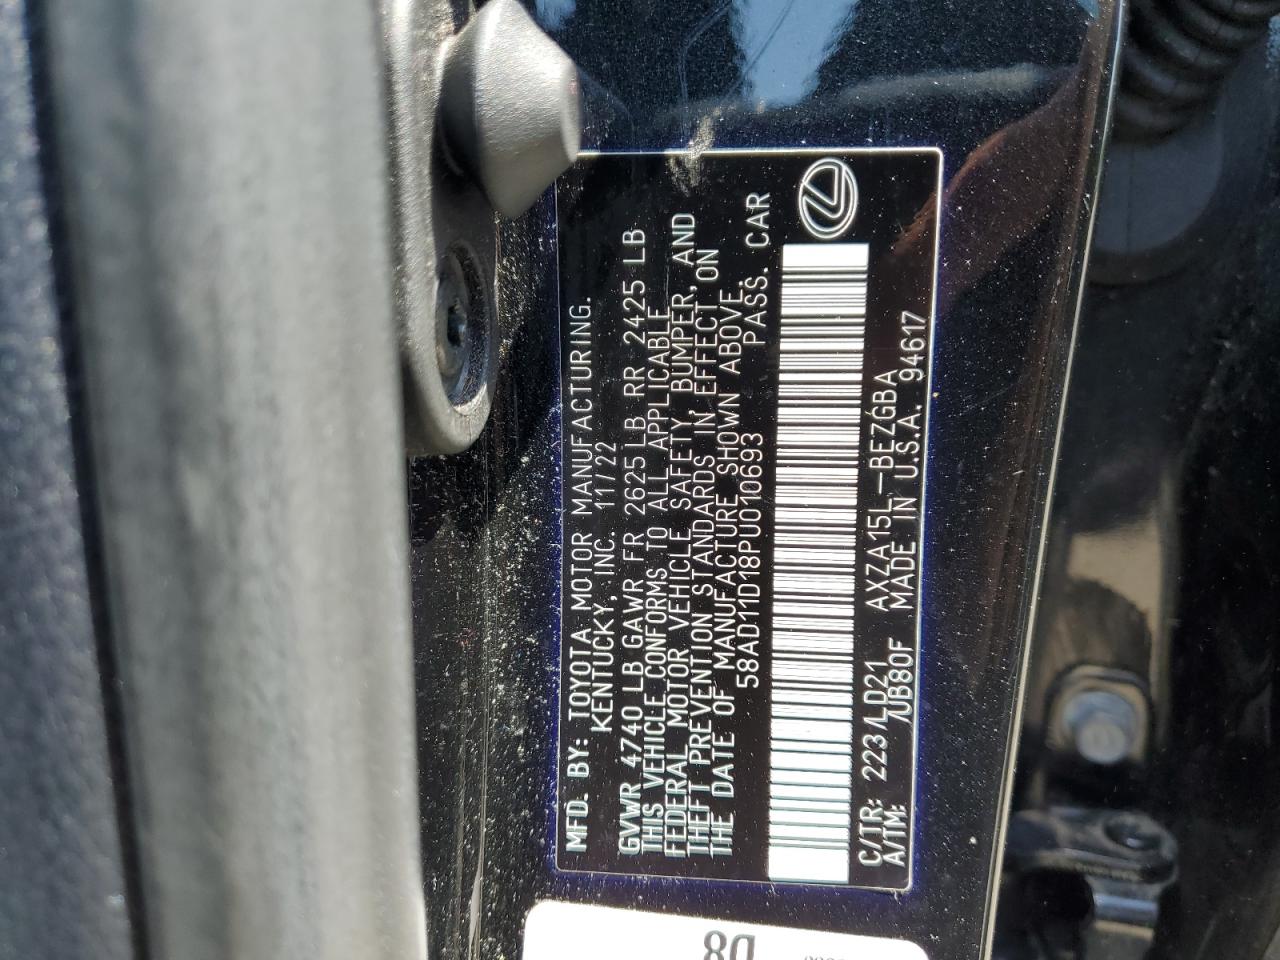 MFD. BY: TOYOTA MOTOR MANUFACTURING.
KENTUCKY, INC. 11/22
GVWR 4740 LB GAWR FR 2625 LB RR 2425 LB
THIS VEHICLE CONFORMS TO ALL APPLICABLE
FEDERAL MOTOR VEHICLE SAFETY, BUMPER, AND
THEFT PREVENTION STANDARDS IN EFFECT ON
THE DATE OF MANUFACTURE SHOWN ABOVE.
58AD11D18PU010693 PASS. CAR
C/TR: 223/LD21 AXZA15L-BEZGBA
A/TM: /UB80F MADE IN U.S.A. 94617